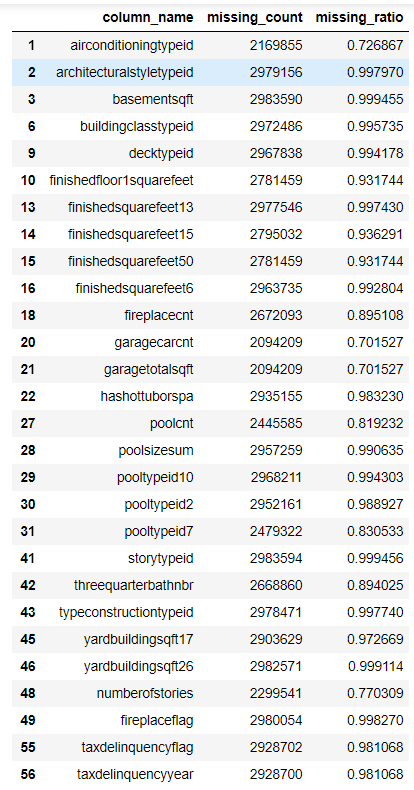 column_name missing_count missing_ratio
1 airconditioningtypeid 2169855 0.726867
2 architecturalstyletypeid 2979156 0.997970
3 basementsqft 2983590 0.999455
6 buildingclasstypeid 2972486 0.995735
9 decktypeid 2967838 0.994178
10 finishedfloor1squarefeet 2781459 0.931744
13 finishedsquarefeet13 2977546 0.997430
14 finishedsquarefeet15 2795032 0.936291
15 finishedsquarefeet50 2781459 0.931744
16 finishedsquarefeet6 2963735 0.992804
18 fireplacecnt 2672093 0.895108
20 garagecarcnt 2094209 0.701527
21 garagetotalsqft 2094209 0.701527
22 hashottuborspa 2935155 0.983230
27 poolcnt 2445585 0.819232
28 poolsizesum 2957259 0.990635
29 pooltypeid10 2968211 0.994303
30 pooltypeid2 2952161 0.988927
31 pooltypeid7 2479322 0.830533
41 storytypeid 2983594 0.999456
42 threequarterbathnbr 2668860 0.894025
43 typeconstructiontypeid 2978471 0.997740
45 yardbuildingsqft17 2903629 0.972669
46 yardbuildingsqft26 2982571 0.999114
48 numberofstories 2299541 0.770309
49 fireplaceflag 2980054 0.998270
55 taxdelinquencyflag 2928702 0.981068
56 taxdelinquencyyear 2928700 0.981068